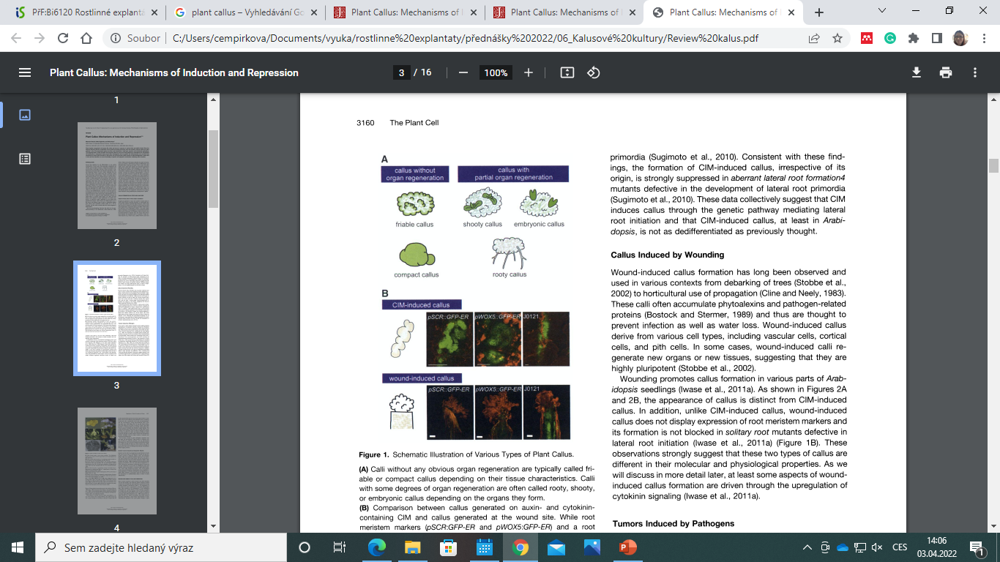 PřF:Bi6120 Rostlinné explantá
plant callus – Vyhledávání Go
Plant Callus: Mechanisms of
Plant Callus: Mechanisms of
Plant Callus: Mechanisms of
Soubor
C:/Users/cempirkova/Documents/vyuka/rostlinne%20explantaty/přednášky%202022/06_Kalusové%20kultury/Review%20kalus.pdf
Plant Callus: Mechanisms of Induction and Repression
3 / 16
100%
1
2
3
4
3160 The Plant Cell
A
callus without
organ regeneration
callus with
partial organ regeneration
friable callus
shooty callus
embryonic callus
compact callus
rooty callus
B
CIM-induced callus
pSCR::GFP-ER
pWOX5::GFP-ER
J0121
wound-induced callus
pSCR::GFP-ER
pWOX5::GFP-ER
J0121
Figure 1. Schematic Illustration of Various Types of Plant Callus.
(A) Calli without any obvious organ regeneration are typically called fri-
able or compact callus depending on their tissue characteristics. Calli
with some degrees of organ regeneration are often called rooty, shooty,
or embryonic callus depending on the organs they form.
(B) Comparison between callus generated on auxin- and cytokinin-
containing CIM and callus generated at the wound site. While root
meristem markers (pSCR:GFP-ER and pWOX5:GFP-ER) and a root
primordia (Sugimoto et al., 2010). Consistent with these find-
ings, the formation of CIM-induced callus, irrespective of its
origin, is strongly suppressed in aberrant lateral root formation4
mutants defective in the development of lateral root primordia
(Sugimoto et al., 2010). These data collectively suggest that CIM
induces callus through the genetic pathway mediating lateral
root initiation and that CIM-induced callus, at least in Arabi-
dopsis, is not as dedifferentiated as previously thought.
Callus Induced by Wounding
Wound-induced callus formation has long been observed and
used in various contexts from debarking of trees (Stobbe et al.,
2002) to horticultural use of propagation (Cline and Neely, 1983).
These calli often accumulate phytoalexins and pathogen-related
proteins (Bostock and Stermer, 1989) and thus are thought to
prevent infection as well as water loss. Wound-induced callus
derive from various cell types, including vascular cells, cortical
cells, and pith cells. In some cases, wound-induced calli re-
generate new organs or new tissues, suggesting that they are
highly pluripotent (Stobbe et al., 2002).
Wounding promotes callus formation in various parts of Arab-
idopsis seedlings (Iwase et al., 2011a). As shown in Figures 2A
and 2B, the appearance of callus is distinct from CIM-induced
callus. In addition, unlike CIM-induced callus, wound-induced
callus does not display expression of root meristem markers and
its formation is not blocked in solitary root mutants defective in
lateral root initiation (Iwase et al., 2011a) (Figure 1B). These
observations strongly suggest that these two types of callus are
different in their molecular and physiological properties. As we
will discuss in more detail later, at least some aspects of wound-
induced callus formation are driven through the upregulation of
cytokinin signaling (Iwase et al., 2011a).
Tumors Induced by Pathogens
Sem zadejte hledaný výraz
CES
14:06
03.04.2022
1